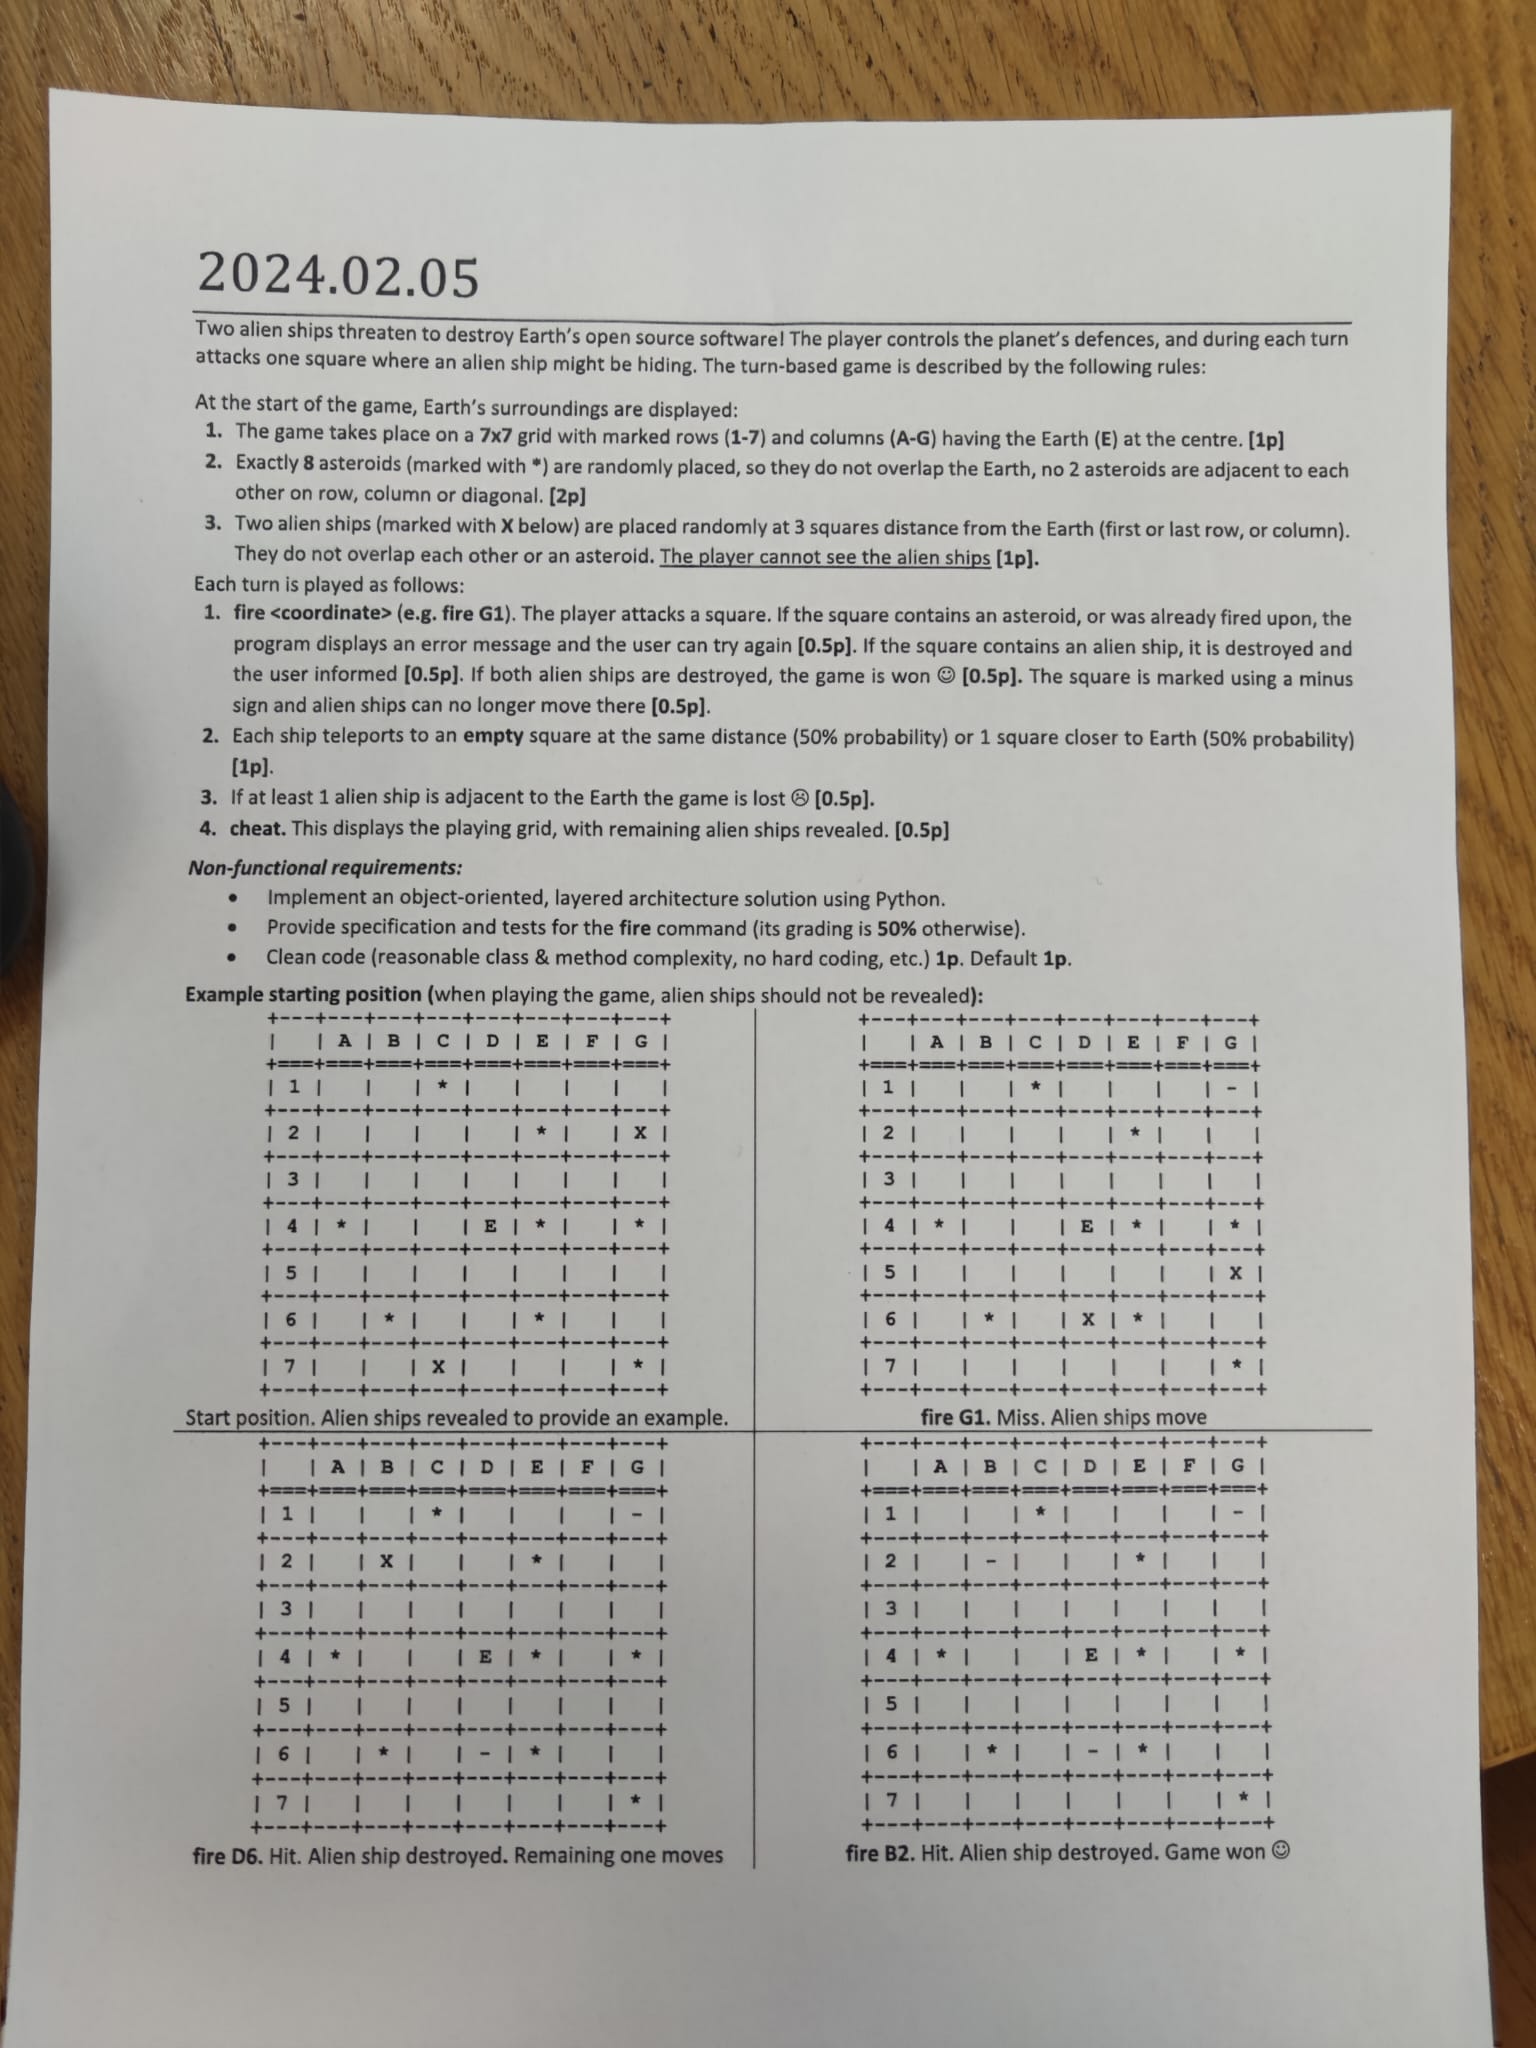 2024.02.05
Two alien ships threaten to destroy Earth's open source software! The player controls the planet's defences, and during each turn
attacks one square where an alien ship might be hiding. The turn-based game is described by the following rules:
At the start of the game, Earth's surroundings are displayed:
1. The game takes place on a 7x7 grid with marked rows (1-7) and columns (A-G) having the Earth (E) at the centre. [1p]
2. Exactly 8 asteroids (marked with *) are randomly placed, so they do not overlap the Earth, no 2 asteroids are adjacent to each
other on row, column or diagonal. [2p]
3. Two alien ships (marked with X below) are placed randomly at 3 squares distance from the Earth (first or last row, or column).
They do not overlap each other or an asteroid. The player cannot see the alien ships [1p].
Each turn is played as follows:
1. fire <coordinate> (e.g. fire G1). The player attacks a square. If the square contains an asteroid, or was already fired upon, the
program displays an error message and the user can try again [0.5p]. If the square contains an alien ship, it is destroyed and
the user informed [0.5p]. If both alien ships are destroyed, the game is won ☺ [0.5p]. The square is marked using a minus
sign and alien ships can no longer move there [0.5p].
2. Each ship teleports to an empty square at the same distance (50% probability) or 1 square closer to Earth (50% probability)
[1p].
3. If at least 1 alien ship is adjacent to the Earth the game is lost ☹ [0.5p].
4. cheat. This displays the playing grid, with remaining alien ships revealed. [0.5p]
Non-functional requirements:
• Implement an object-oriented, layered architecture solution using Python.
• Provide specification and tests for the fire command (its grading is 50% otherwise).
• Clean code (reasonable class & method complexity, no hard coding, etc.) 1p. Default 1p.
Example starting position (when playing the game, alien ships should not be revealed):
+---+---+---+---+---+---+---+---+
|   | A | B | C | D | E | F | G |
+===+===+===+===+===+===+===+===+
| 1 |   |   | * |   |   |   |   |
+---+---+---+---+---+---+---+---+
| 2 |   |   |   |   | * |   | X |
+---+---+---+---+---+---+---+---+
| 3 |   |   |   |   |   |   |   |
+---+---+---+---+---+---+---+---+
| 4 | * |   |   | E | * |   | * |
+---+---+---+---+---+---+---+---+
| 5 |   |   |   |   |   |   |   |
+---+---+---+---+---+---+---+---+
| 6 |   | * |   |   | * |   |   |
+---+---+---+---+---+---+---+---+
| 7 |   |   | X |   |   |   | * |
+---+---+---+---+---+---+---+---+
Start position. Alien ships revealed to provide an example.
+---+---+---+---+---+---+---+---+
|   | A | B | C | D | E | F | G |
+===+===+===+===+===+===+===+===+
| 1 |   |   | * |   |   |   | - |
+---+---+---+---+---+---+---+---+
| 2 |   |   |   |   | * |   |   |
+---+---+---+---+---+---+---+---+
| 3 |   |   |   |   |   |   |   |
+---+---+---+---+---+---+---+---+
| 4 | * |   |   | E | * |   | * |
+---+---+---+---+---+---+---+---+
| 5 |   |   |   |   |   |   | X |
+---+---+---+---+---+---+---+---+
| 6 |   | * |   | X | * |   |   |
+---+---+---+---+---+---+---+---+
| 7 |   |   |   |   |   |   | * |
+---+---+---+---+---+---+---+---+
fire G1. Miss. Alien ships move
+---+---+---+---+---+---+---+---+
|   | A | B | C | D | E | F | G |
+===+===+===+===+===+===+===+===+
| 1 |   |   | * |   |   |   | - |
+---+---+---+---+---+---+---+---+
| 2 |   | X |   |   | * |   |   |
+---+---+---+---+---+---+---+---+
| 3 |   |   |   |   |   |   |   |
+---+---+---+---+---+---+---+---+
| 4 | * |   |   | E | * |   | * |
+---+---+---+---+---+---+---+---+
| 5 |   |   |   |   |   |   |   |
+---+---+---+---+---+---+---+---+
| 6 |   | * |   | - | * |   |   |
+---+---+---+---+---+---+---+---+
| 7 |   |   |   |   |   |   | * |
+---+---+---+---+---+---+---+---+
fire D6. Hit. Alien ship destroyed. Remaining one moves
+---+---+---+---+---+---+---+---+
|   | A | B | C | D | E | F | G |
+===+===+===+===+===+===+===+===+
| 1 |   |   | * |   |   |   | - |
+---+---+---+---+---+---+---+---+
| 2 |   | - |   |   | * |   |   |
+---+---+---+---+---+---+---+---+
| 3 |   |   |   |   |   |   |   |
+---+---+---+---+---+---+---+---+
| 4 | * |   |   | E | * |   | * |
+---+---+---+---+---+---+---+---+
| 5 |   |   |   |   |   |   |   |
+---+---+---+---+---+---+---+---+
| 6 |   | * |   | - | * |   |   |
+---+---+---+---+---+---+---+---+
| 7 |   |   |   |   |   |   | * |
+---+---+---+---+---+---+---+---+
fire B2. Hit. Alien ship destroyed. Game won ☺